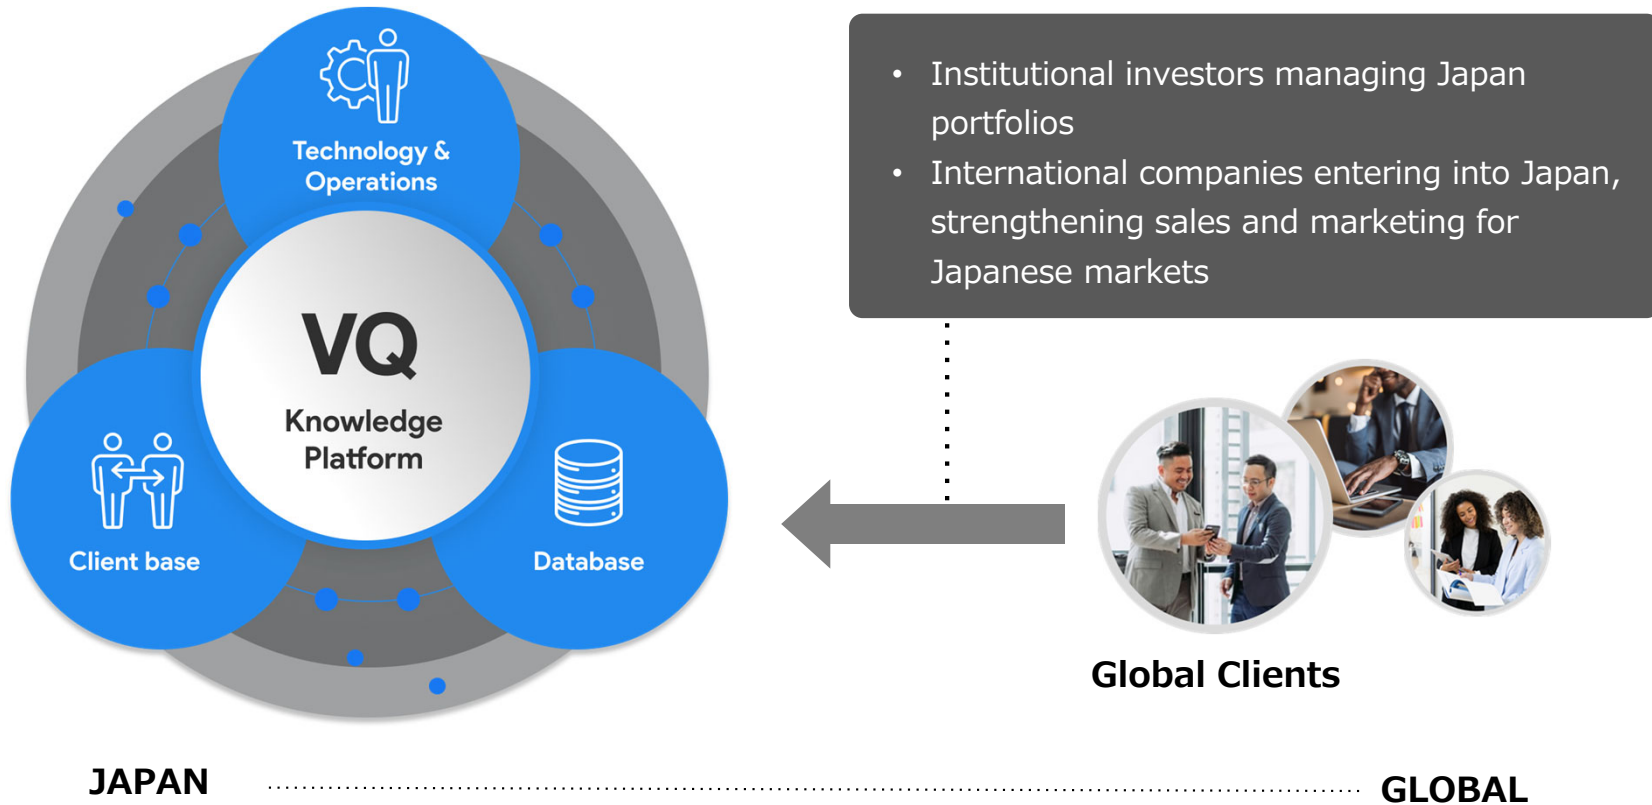 Technology &
Operations
VQ
Knowledge
Platform
Client base
Database
• Institutional investors managing Japan
portfolios
• International companies entering into Japan,
strengthening sales and marketing for
Japanese markets
Global Clients
JAPAN
GLOBAL